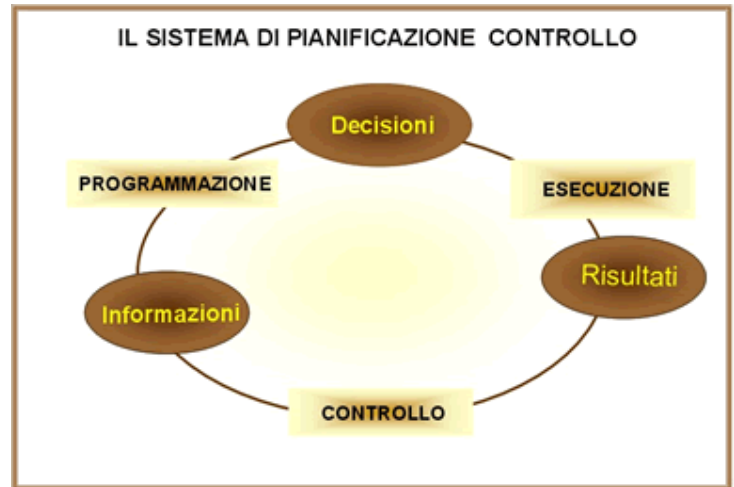 IL SISTEMA DI PIANIFICAZIONE CONTROLLO
Decisioni
PROGRAMMAZIONE
ESECUZIONE
Informazioni
Risultati
CONTROLLO